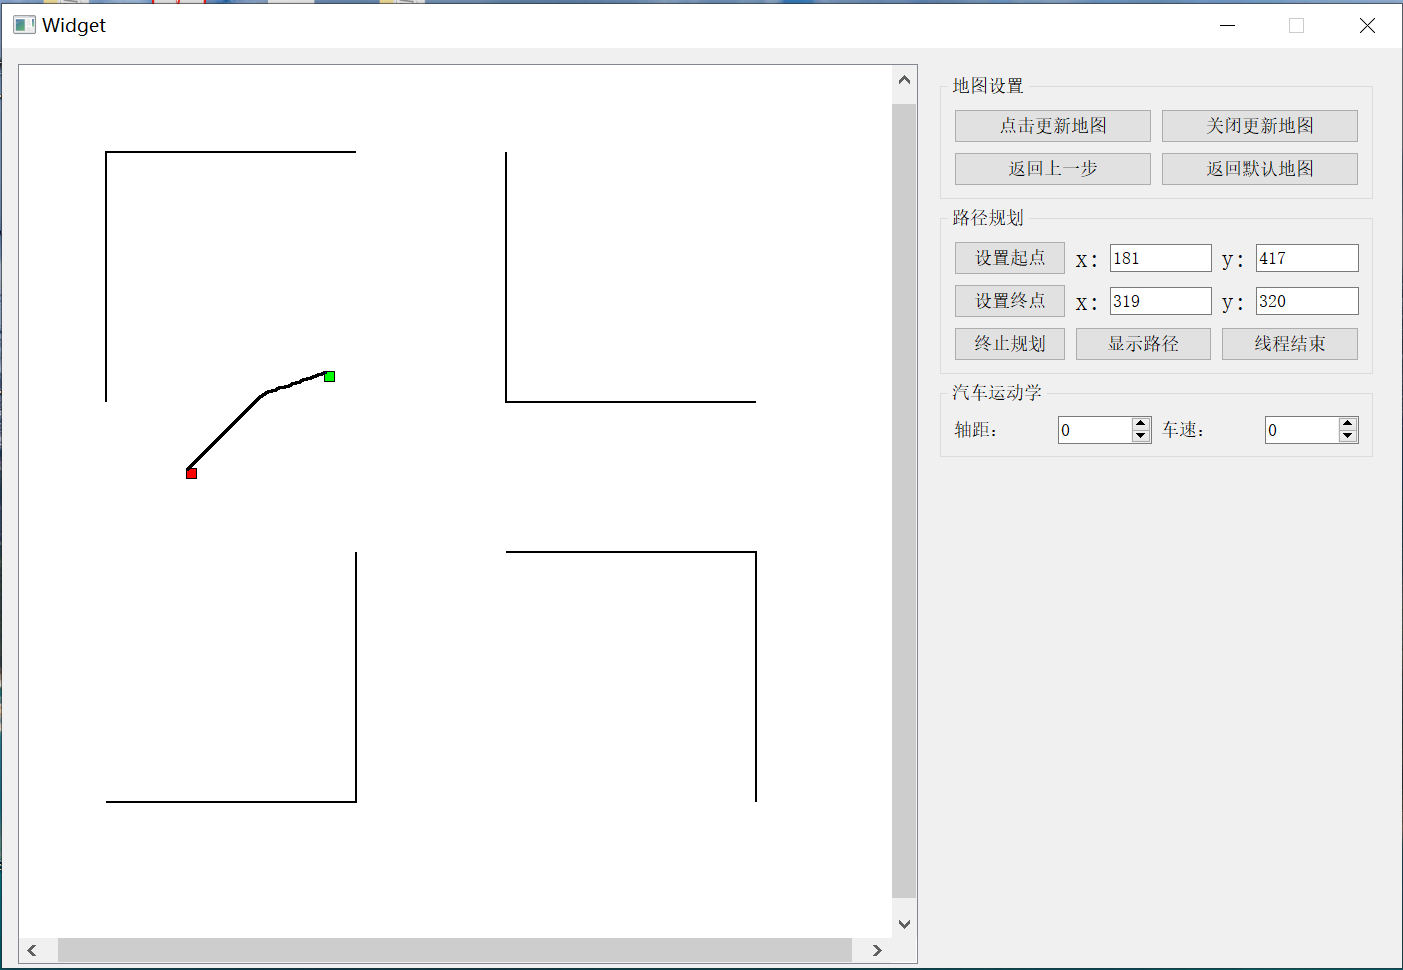 Widget
地图设置
点击更新地图 关闭更新地图
返回上一步 返回默认地图
路径规划
设置起点 x: 181 y: 417
设置终点 x: 319 y: 320
终止规划 显示路径 线程结束
汽车运动学
轴距: 0 车速: 0